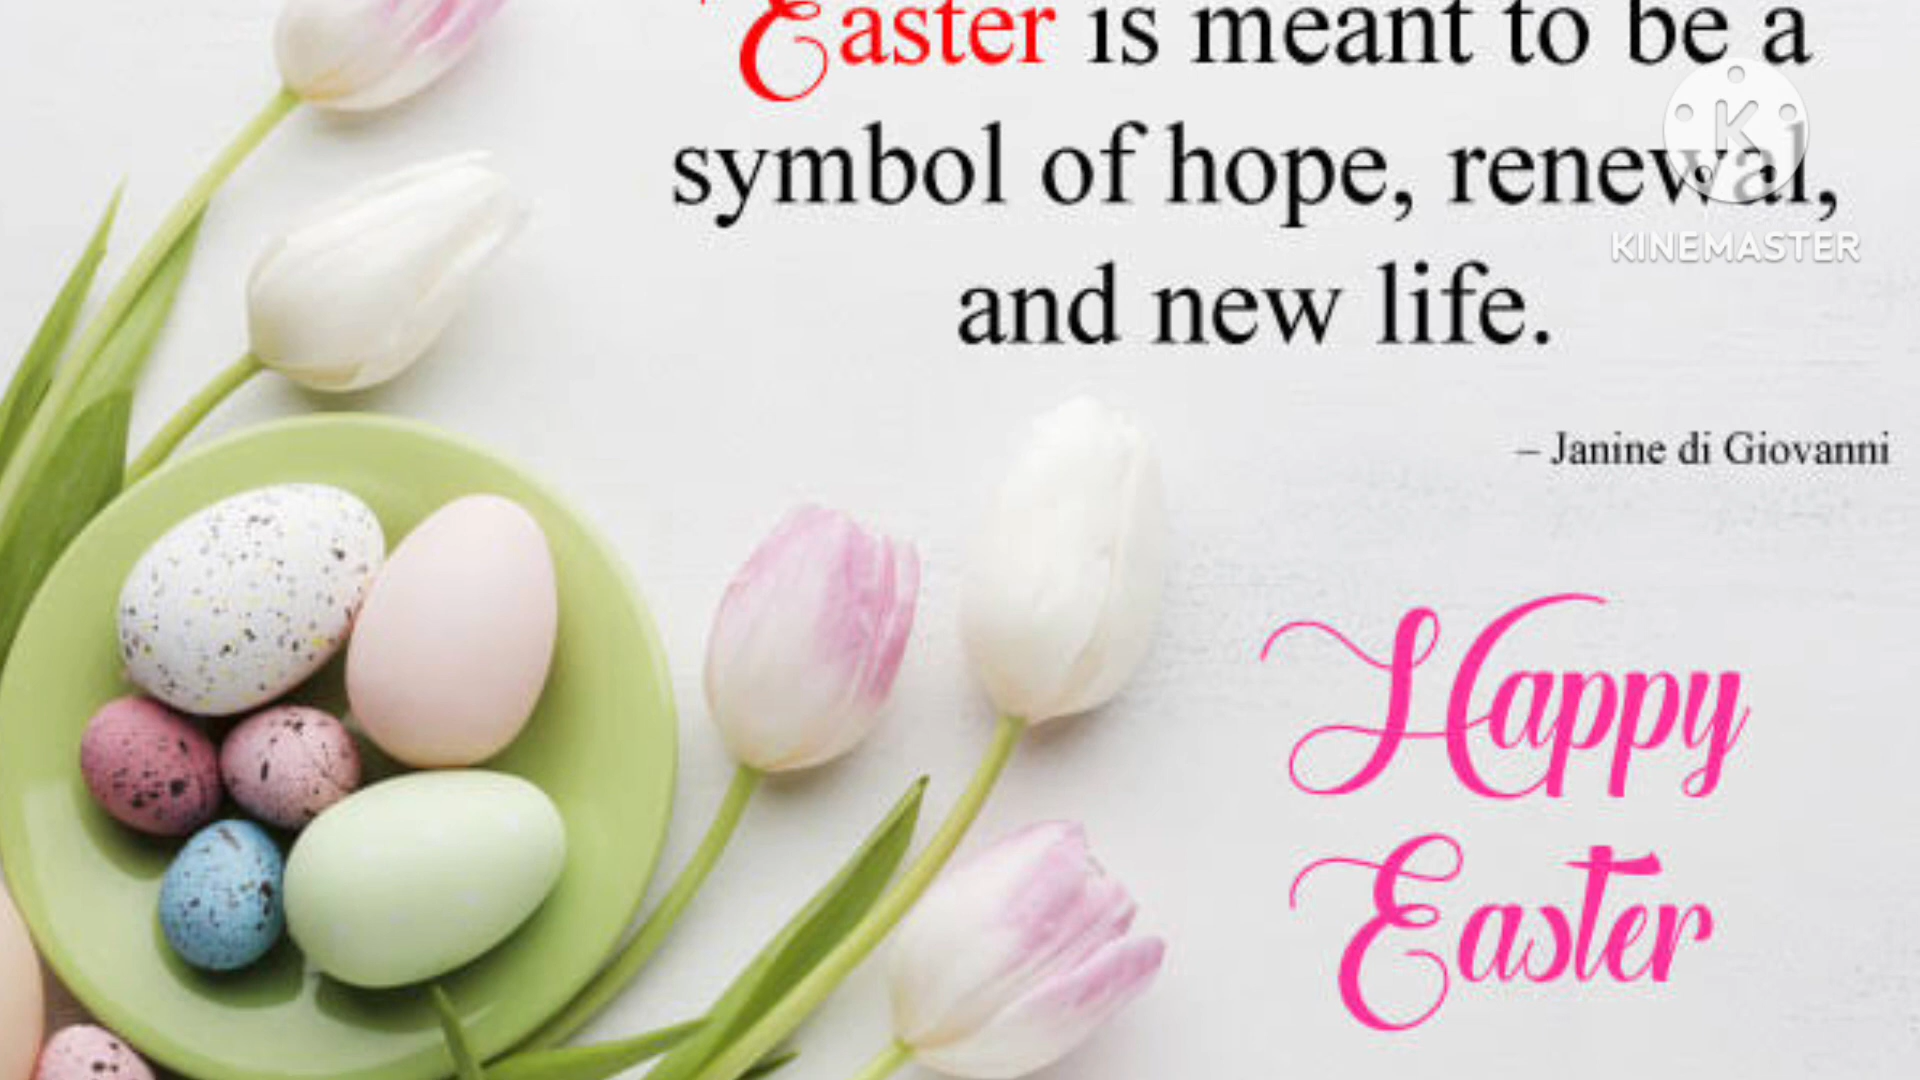 Easter is meant to be a
symbol of hope, renewal,
and new life.
– Janine di Giovanni
Happy
Easter
K
KINEMASTER